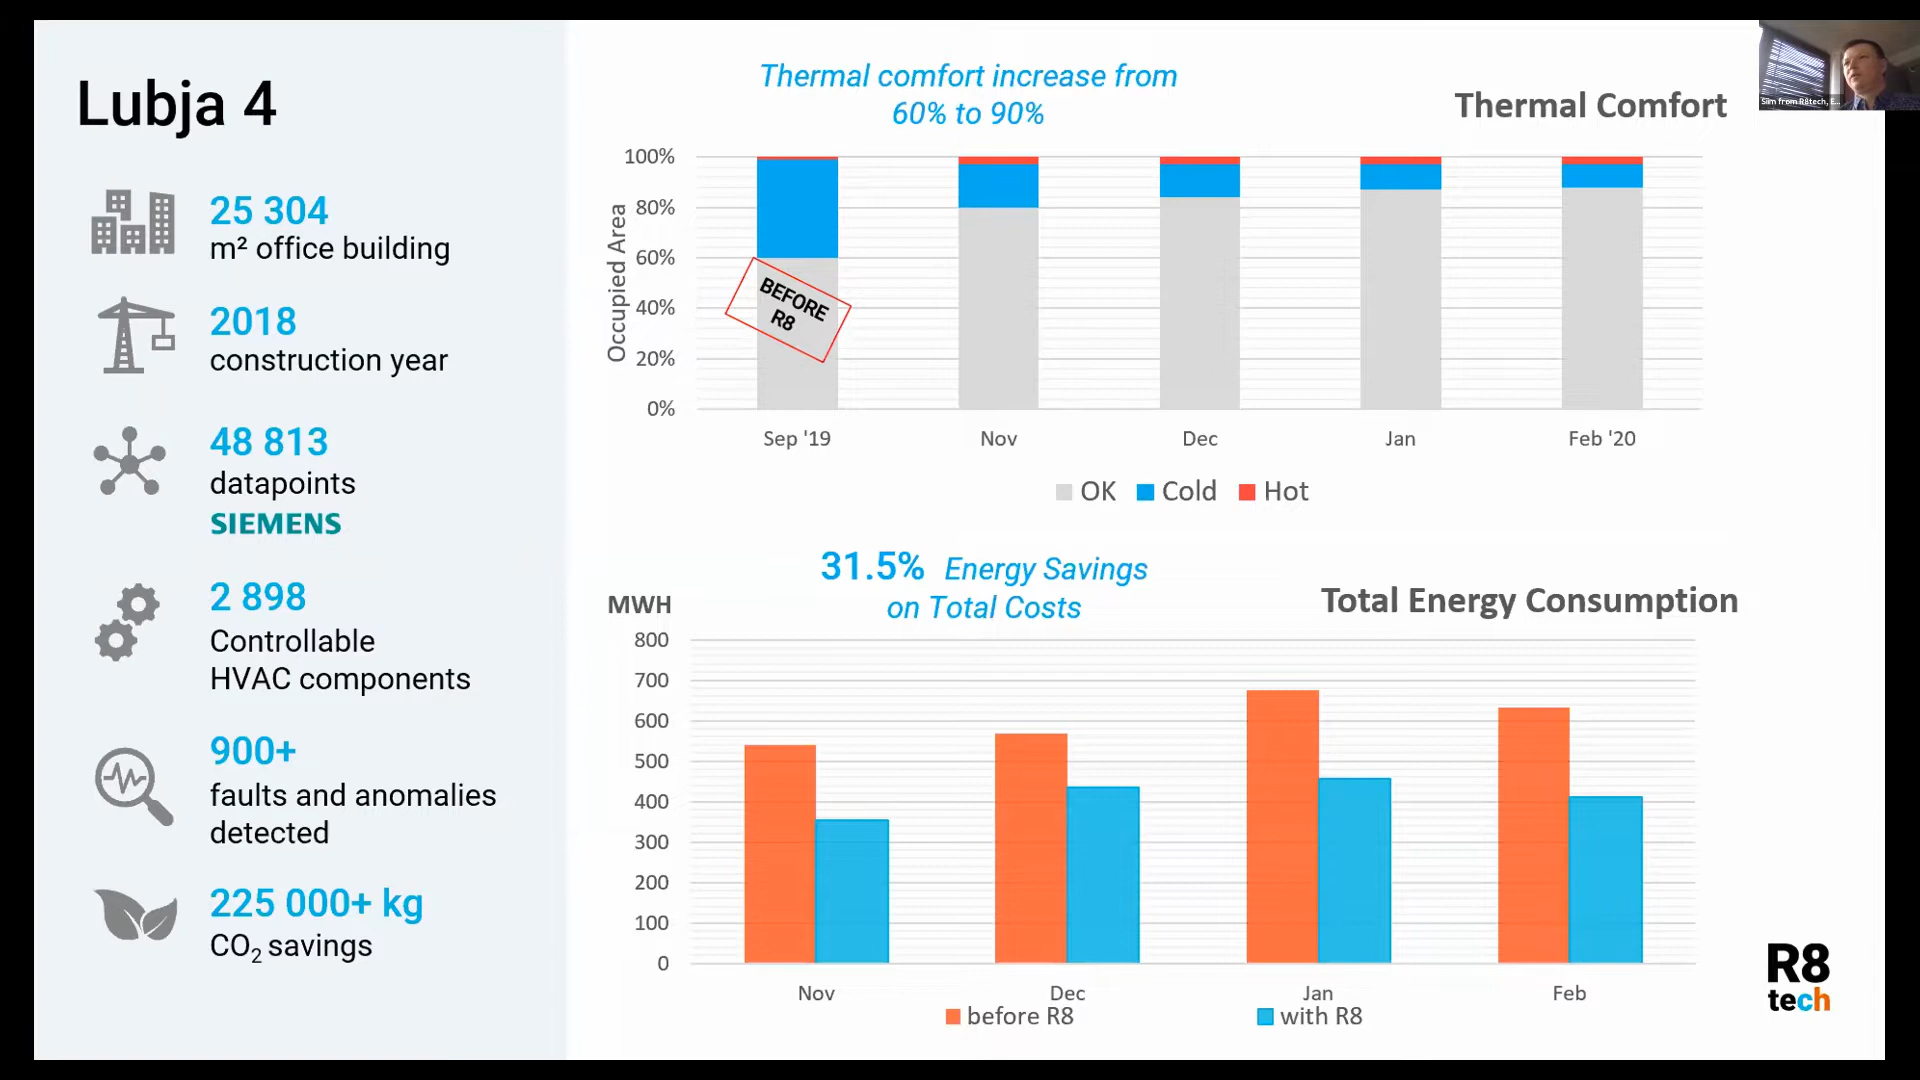 Lubja 4
25 304
m² office building
2018
construction year
48 813
datapoints
SIEMENS
2 898
Controllable
HVAC components
900+
faults and anomalies
detected
225 000+ kg
CO₂ savings
Thermal comfort increase from
60% to 90%
Thermal Comfort
Siim from R8tech, E...
Occupied Area
100%
80%
60%
40%
20%
0%
BEFORE
R8
Sep '19
Nov
Dec
Jan
Feb '20
OK
Cold
Hot
31.5% Energy Savings
on Total Costs
Total Energy Consumption
MWH
800
700
600
500
400
300
200
100
0
Nov
Dec
Jan
Feb
before R8
with R8
R8
tech